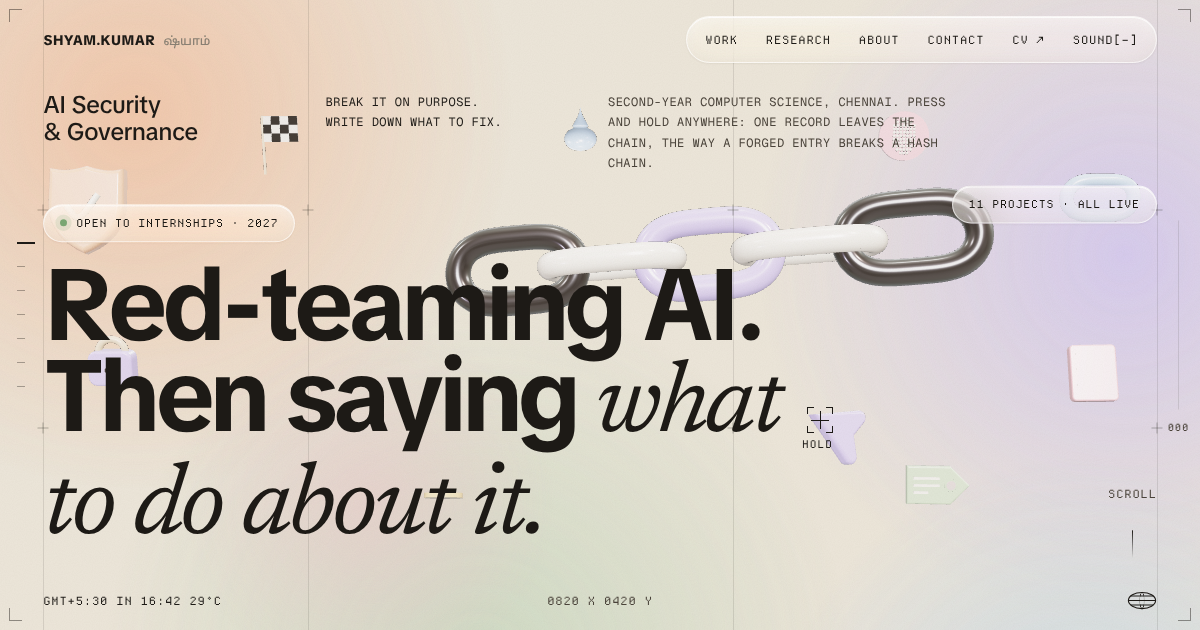 SHYAM.KUMAR ஷ்யாம்
WORK RESEARCH ABOUT CONTACT CV ↗ SOUND[–]
AI Security
& Governance
BREAK IT ON PURPOSE.
WRITE DOWN WHAT TO FIX.
SECOND-YEAR COMPUTER SCIENCE, CHENNAI. PRESS
AND HOLD ANYWHERE: ONE RECORD LEAVES THE
CHAIN, THE WAY A FORGED ENTRY BREAKS A HASH
CHAIN.
OPEN TO INTERNSHIPS · 2027
11 PROJECTS · ALL LIVE
Red-teaming AI.
Then saying what
to do about it.
HOLD
000
SCROLL
GMT+5:30 IN 16:42 29°C
0820 X 0420 Y